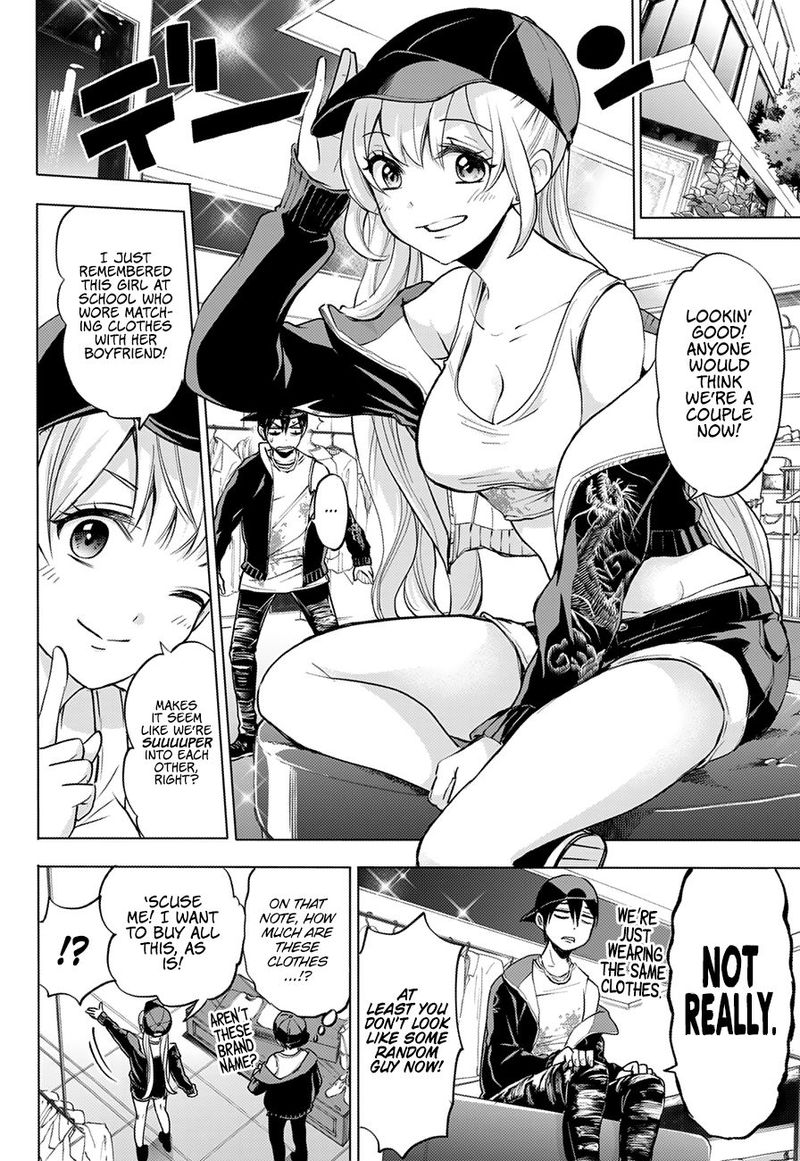 デーン
LOOKIN'
GOOD!
ANYONE
WOULD
THINK
WE'RE A
COUPLE
NOW!
...
I JUST
REMEMBERED
THIS GIRL AT
SCHOOL WHO
WORE MATCH-
ING CLOTHES
WITH HER
BOYFRIEND!
MAKES
IT SEEM
LIKE WE'RE
SUUUUPER
INTO EACH
OTHER,
RIGHT?
NOT
REALLY.
WE'RE
JUST
WEARING
THE SAME
CLOTHES.
AT
LEAST YOU
DON'T LOOK
LIKE SOME
RANDOM
GUY NOW!
ON THAT
NOTE, HOW
MUCH ARE
THESE
CLOTHES
....!?
AREN'T
THESE
BRAND
NAME?
'SCUSE
ME! I WANT
TO BUY ALL
THIS, AS
IS!
!?